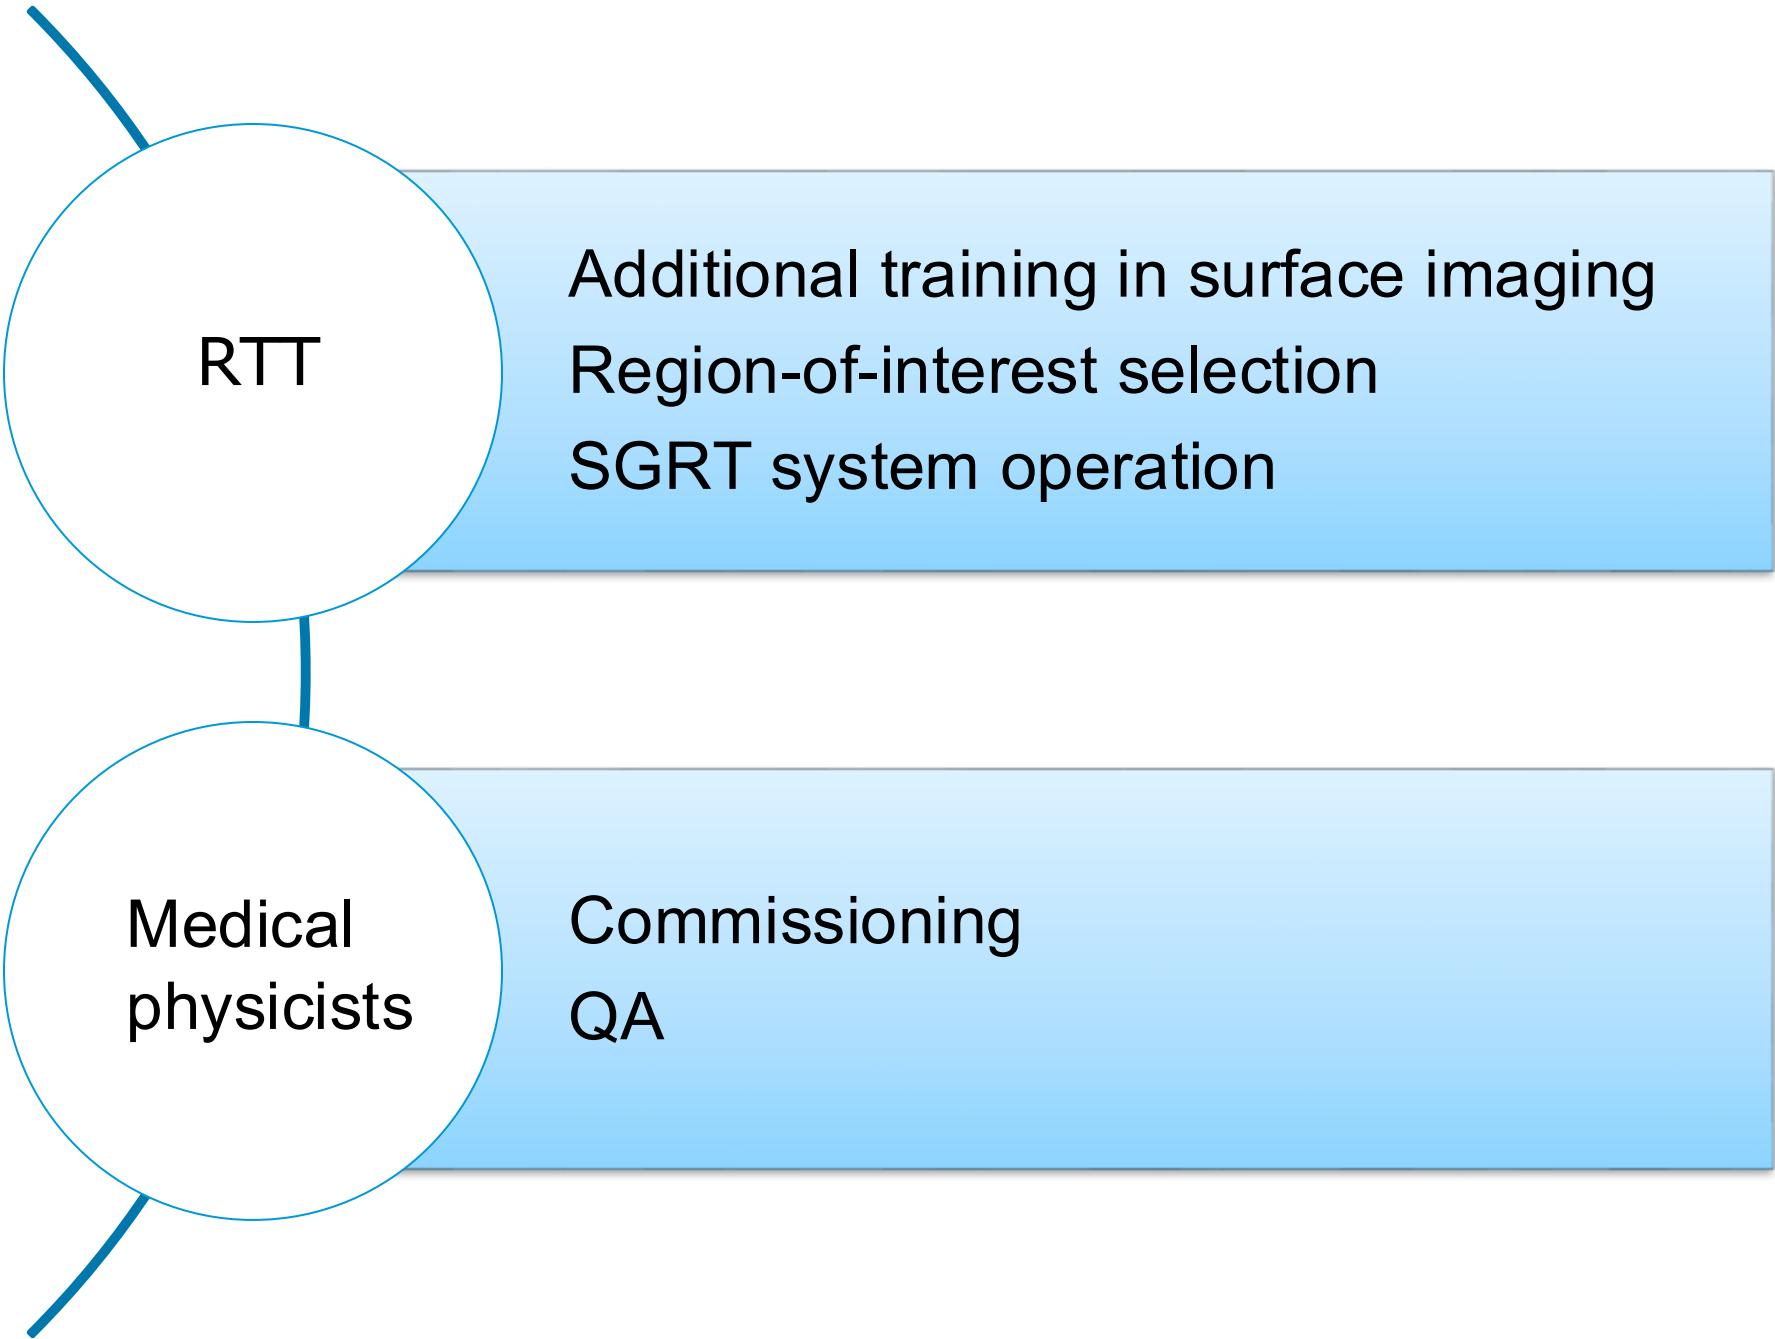 RTT
Additional training in surface imaging
Region-of-interest selection
SGRT system operation
Medical
physicists
Commissioning
QA